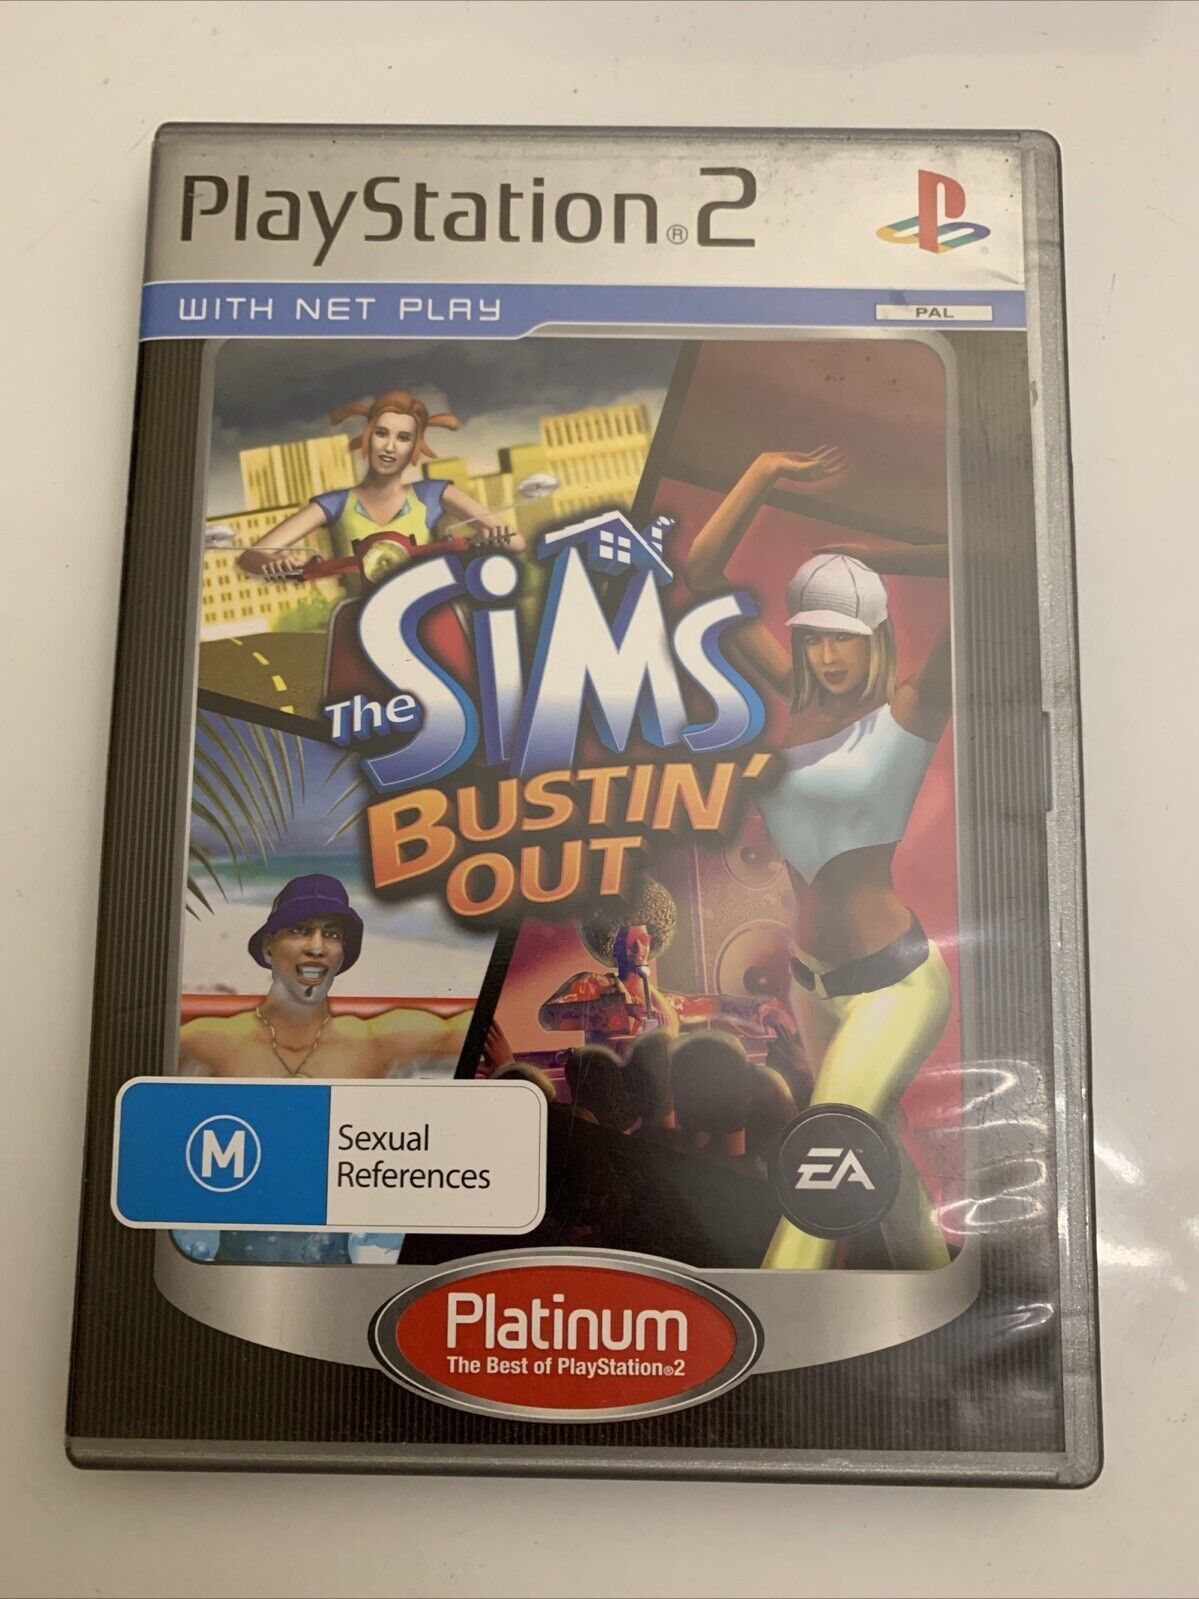 PlayStation®2
WITH NET PLAY
PAL
The SiMS
BUSTIN'
OUT
M
Sexual
References
EA
Platinum
The Best of PlayStation®2